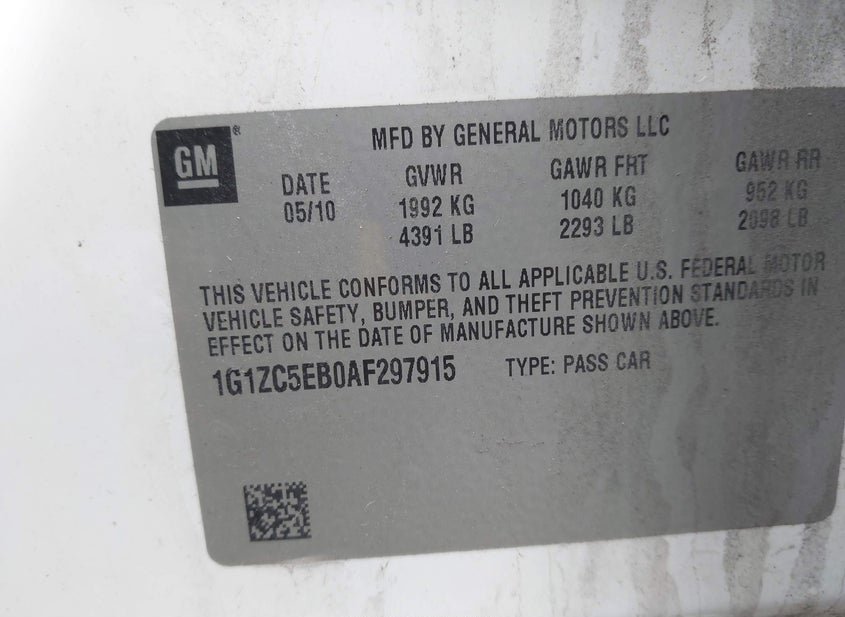 GM®
MFD BY GENERAL MOTORS LLC
DATE GVWR GAWR FRT GAWR RR
05/10 1992 KG 1040 KG 952 KG
4391 LB 2293 LB 2098 LB
THIS VEHICLE CONFORMS TO ALL APPLICABLE U.S. FEDERAL MOTOR
VEHICLE SAFETY, BUMPER, AND THEFT PREVENTION STANDARDS IN
EFFECT ON THE DATE OF MANUFACTURE SHOWN ABOVE.
1G1ZC5EB0AF297915 TYPE: PASS CAR